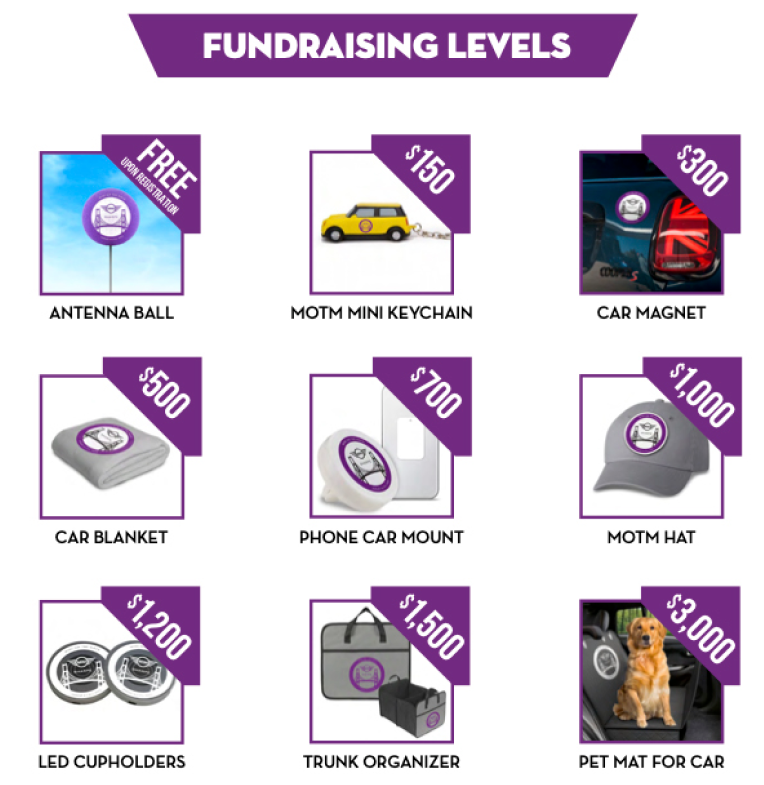 FUNDRAISING LEVELS
FREE
UPON REGISTRATION
ANTENNA BALL
$150
MOTM MINI KEYCHAIN
$300
COOPER S
CAR MAGNET
$500
CAR BLANKET
$700
PHONE CAR MOUNT
$1,000
MOTM HAT
$1,200
LED CUPHOLDERS
$1,500
TRUNK ORGANIZER
$3,000
PET MAT FOR CAR